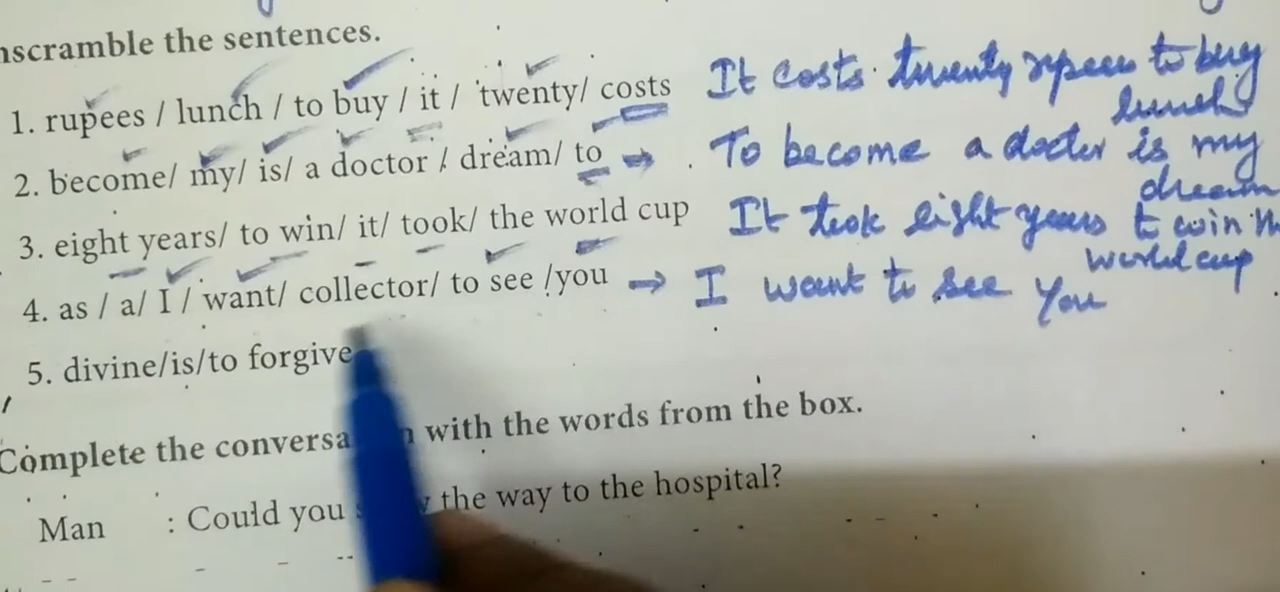 nscramble the sentences.
1. rupees / lunch / to buy / it / twenty/ costs It costs twenty rpees to buy
lunch
2. become/ my/ is/ a doctor / dream/ to → To become a doctor is my
dream
3. eight years/ to win/ it/ took/ the world cup It took eight years to win
world cup
4. as / a/ I / want/ collector/ to see /you → I want to see you
5. divine/is/to forgive
Complete the conversa with the words from the box.
Man : Could you the way to the hospital?